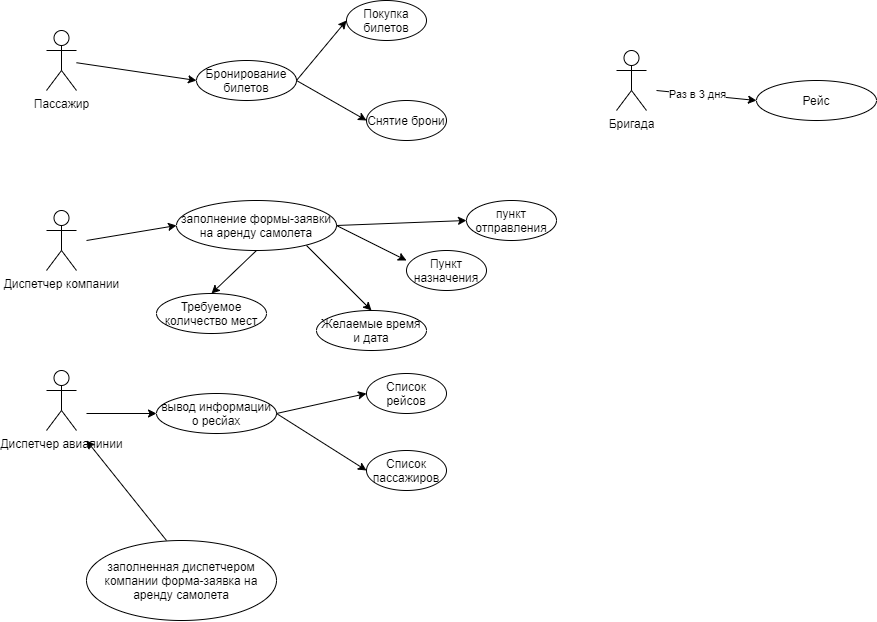 Пассажир
Бронирование
билетов
Покупка
билетов
Снятие брони
Бригада
Раз в 3 дня
Рейс
Диспетчер компании
заполнение формы-заявки
на аренду самолета
пункт
отправления
Пункт
назначения
Требуемое
количество мест
Желаемые время
и дата
Диспетчер авиалинии
вывод информации
о ресйах
Список
рейсов
Список
пассажиров
заполненная диспетчером
компании форма-заявка на
аренду самолета